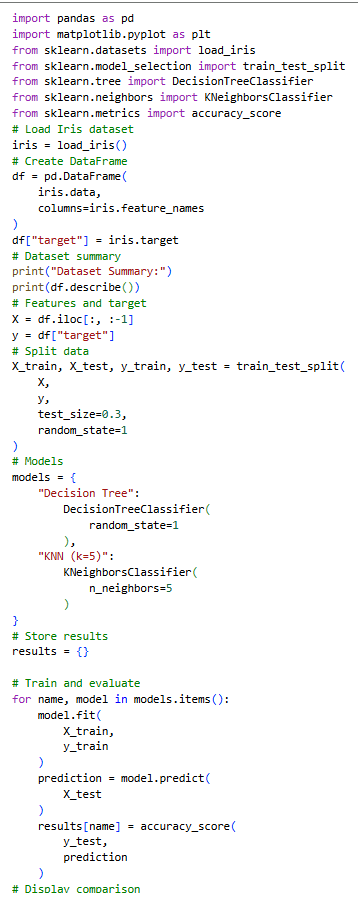 import pandas as pd
import matplotlib.pyplot as plt
from sklearn.datasets import load_iris
from sklearn.model_selection import train_test_split
from sklearn.tree import DecisionTreeClassifier
from sklearn.neighbors import KNeighborsClassifier
from sklearn.metrics import accuracy_score
# Load Iris dataset
iris = load_iris()
# Create DataFrame
df = pd.DataFrame(
    iris.data,
    columns=iris.feature_names
)
df["target"] = iris.target
# Dataset summary
print("Dataset Summary:")
print(df.describe())
# Features and target
X = df.iloc[:, :-1]
y = df["target"]
# Split data
X_train, X_test, y_train, y_test = train_test_split(
    X,
    y,
    test_size=0.3,
    random_state=1
)
# Models
models = {
    "Decision Tree":
        DecisionTreeClassifier(
            random_state=1
        ),
    "KNN (k=5)":
        KNeighborsClassifier(
            n_neighbors=5
        )
}
# Store results
results = {}

# Train and evaluate
for name, model in models.items():
    model.fit(
        X_train,
        y_train
    )
    prediction = model.predict(
        X_test
    )
    results[name] = accuracy_score(
        y_test,
        prediction
    )
# Display comparison